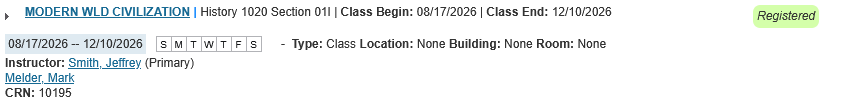 MODERN WLD CIVILIZATION | History 1020 Section 01I | Class Begin: 08/17/2026 | Class End: 12/10/2026
Registered
08/17/2026 -- 12/10/2026 S M T W T F S - Type: Class Location: None Building: None Room: None
Instructor: Smith, Jeffrey (Primary)
Melder, Mark
CRN: 10195